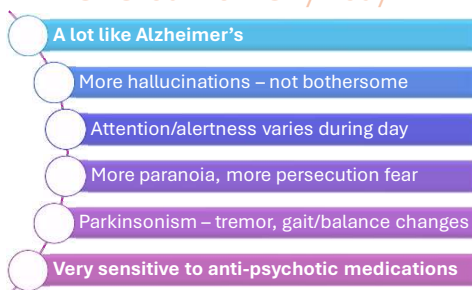 A lot like Alzheimer's
More hallucinations – not bothersome
Attention/alertness varies during day
More paranoia, more persecution fear
Parkinsonism – tremor, gait/balance changes
Very sensitive to anti-psychotic medications